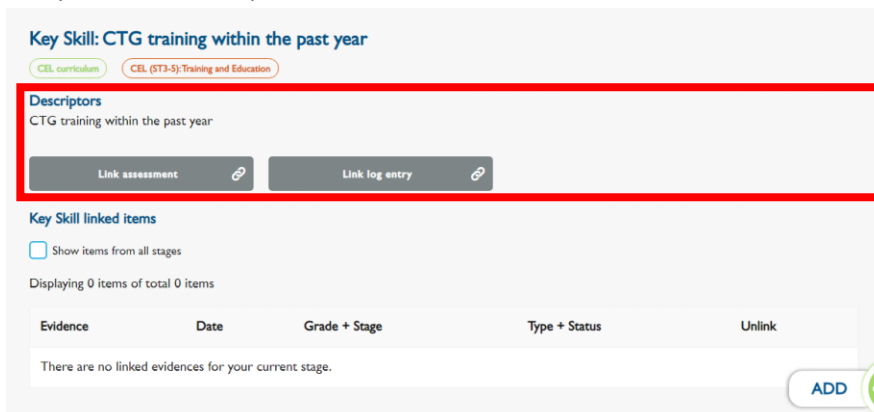 Key Skill: CTG training within the past year
CEL curriculum CEL (ST3-5): Training and Education
Descriptors
CTG training within the past year
Link assessment Link log entry
Key Skill linked items
Show items from all stages
Displaying 0 items of total 0 items
Evidence Date Grade + Stage Type + Status Unlink
There are no linked evidences for your current stage.
ADD